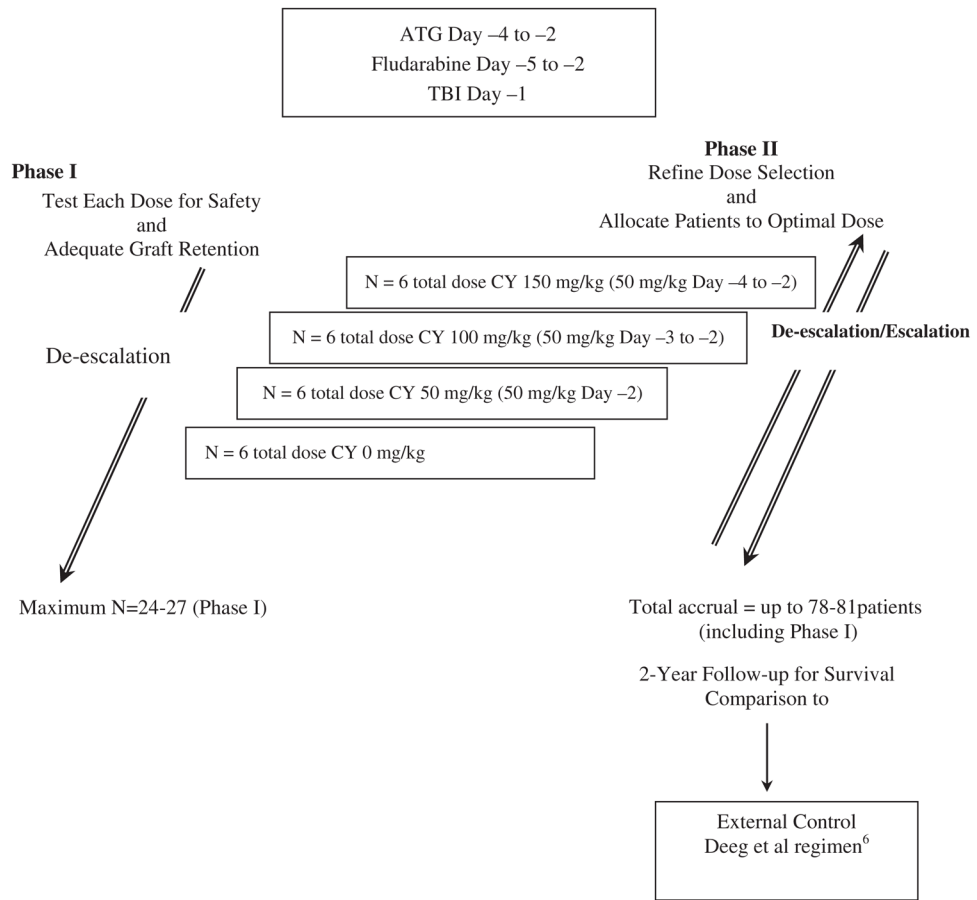 ATG Day –4 to –2
Fludarabine Day –5 to –2
TBI Day –1
Phase I
Test Each Dose for Safety
and
Adequate Graft Retention
Phase II
Refine Dose Selection
and
Allocate Patients to Optimal Dose
N = 6 total dose CY 150 mg/kg (50 mg/kg Day –4 to –2)
N = 6 total dose CY 100 mg/kg (50 mg/kg Day –3 to –2)
N = 6 total dose CY 50 mg/kg (50 mg/kg Day –2)
N = 6 total dose CY 0 mg/kg
De-escalation
De-escalation/Escalation
Maximum N=24-27 (Phase I)
Total accrual = up to 78-81patients
(including Phase I)
2-Year Follow-up for Survival
Comparison to
External Control
Deeg et al regimen⁶